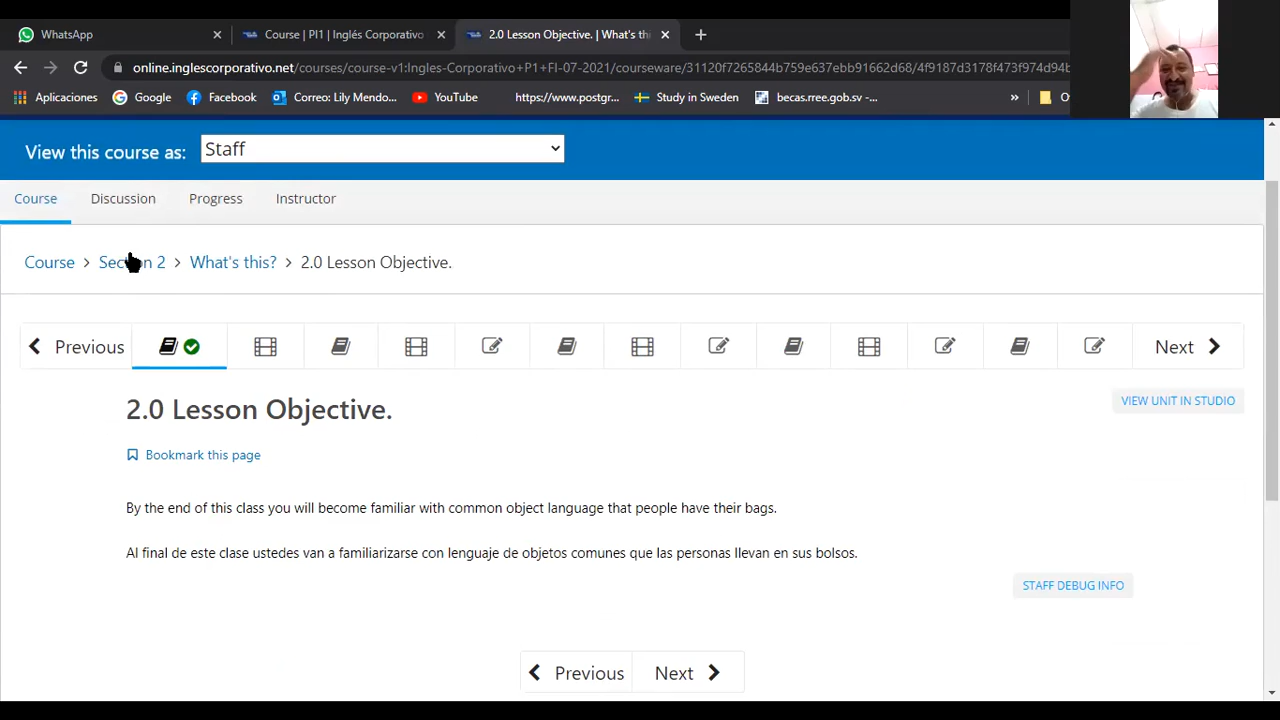 WhatsApp
Course | PI1 | Inglés Corporativo
2.0 Lesson Objective. | What's thi
online.inglescorporativo.net/courses/course-v1:Ingles-Corporativo+P1+FI-07-2021/courseware/31120f7265844b759e637ebb91662d68/4f9187d3178f473f974d94b
Aplicaciones
Google
Facebook
Correo: Lily Mendo...
YouTube
https://www.postgr...
Study in Sweden
becas.rree.gob.sv -...
»
View this course as:
Staff
Course
Discussion
Progress
Instructor
Course > Section 2 > What's this? > 2.0 Lesson Objective.
Previous
Next
2.0 Lesson Objective.
VIEW UNIT IN STUDIO
Bookmark this page
By the end of this class you will become familiar with common object language that people have their bags.
Al final de este clase ustedes van a familiarizarse con lenguaje de objetos comunes que las personas llevan en sus bolsos.
STAFF DEBUG INFO
Previous
Next